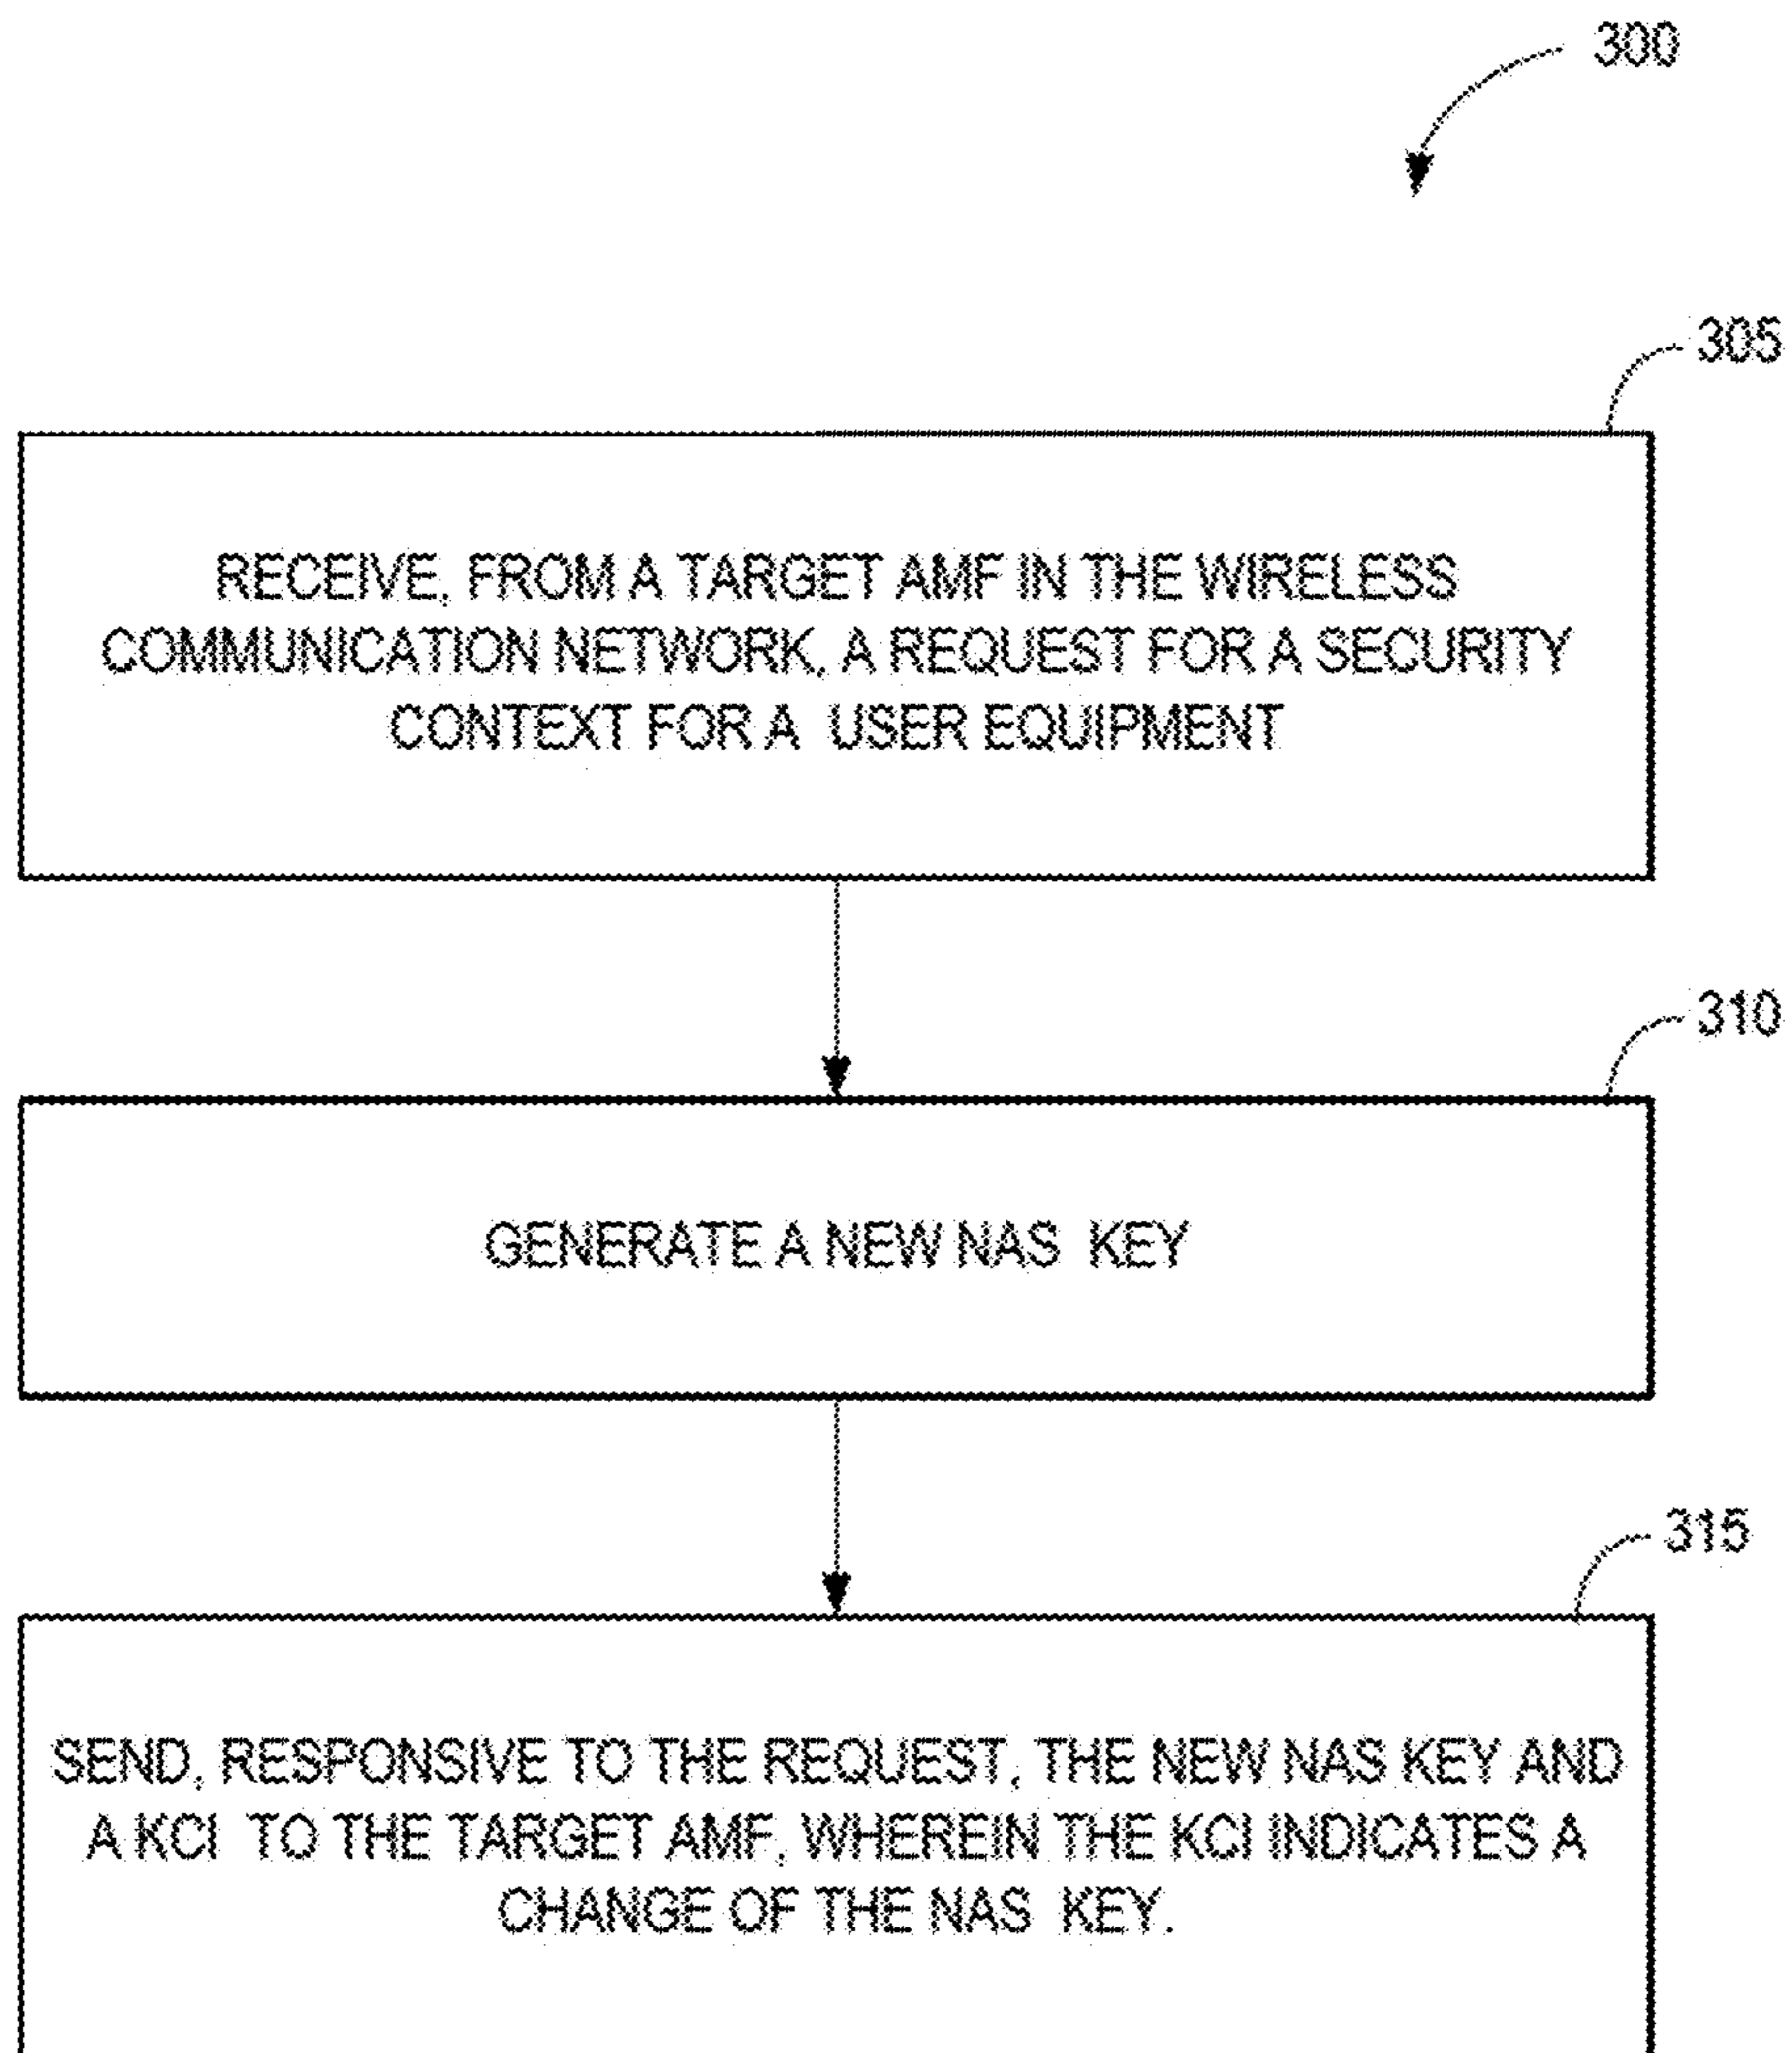 300
305
RECEIVE, FROM A TARGET AMF IN THE WIRELESS
COMMUNICATION NETWORK, A REQUEST FOR A SECURITY
CONTEXT FOR A USER EQUIPMENT
310
GENERATE A NEW NAS KEY
315
SEND, RESPONSIVE TO THE REQUEST, THE NEW NAS KEY AND
A KCI TO THE TARGET AMF, WHEREIN THE KCI INDICATES A
CHANGE OF THE NAS KEY.